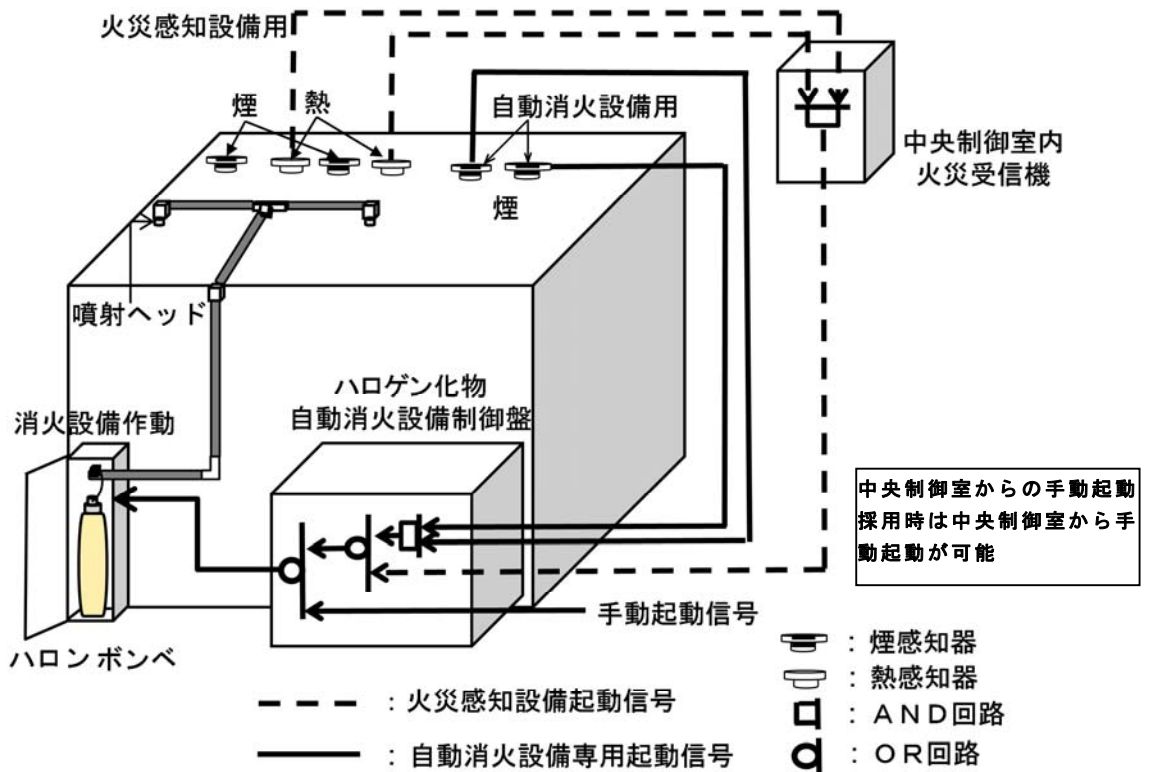 火災感知設備用
煙
熱
自動消火設備用
煙
中央制御室内
火災受信機
噴射ヘッド
ハロゲン化物
自動消火設備制御盤
消火設備作動
中央制御室からの手動起動
採用時は中央制御室から手
動起動が可能
手動起動信号
ハロンボンベ
：煙感知器
：熱感知器
：火災感知設備起動信号
：ＡＮＤ回路
：自動消火設備専用起動信号
：ＯＲ回路